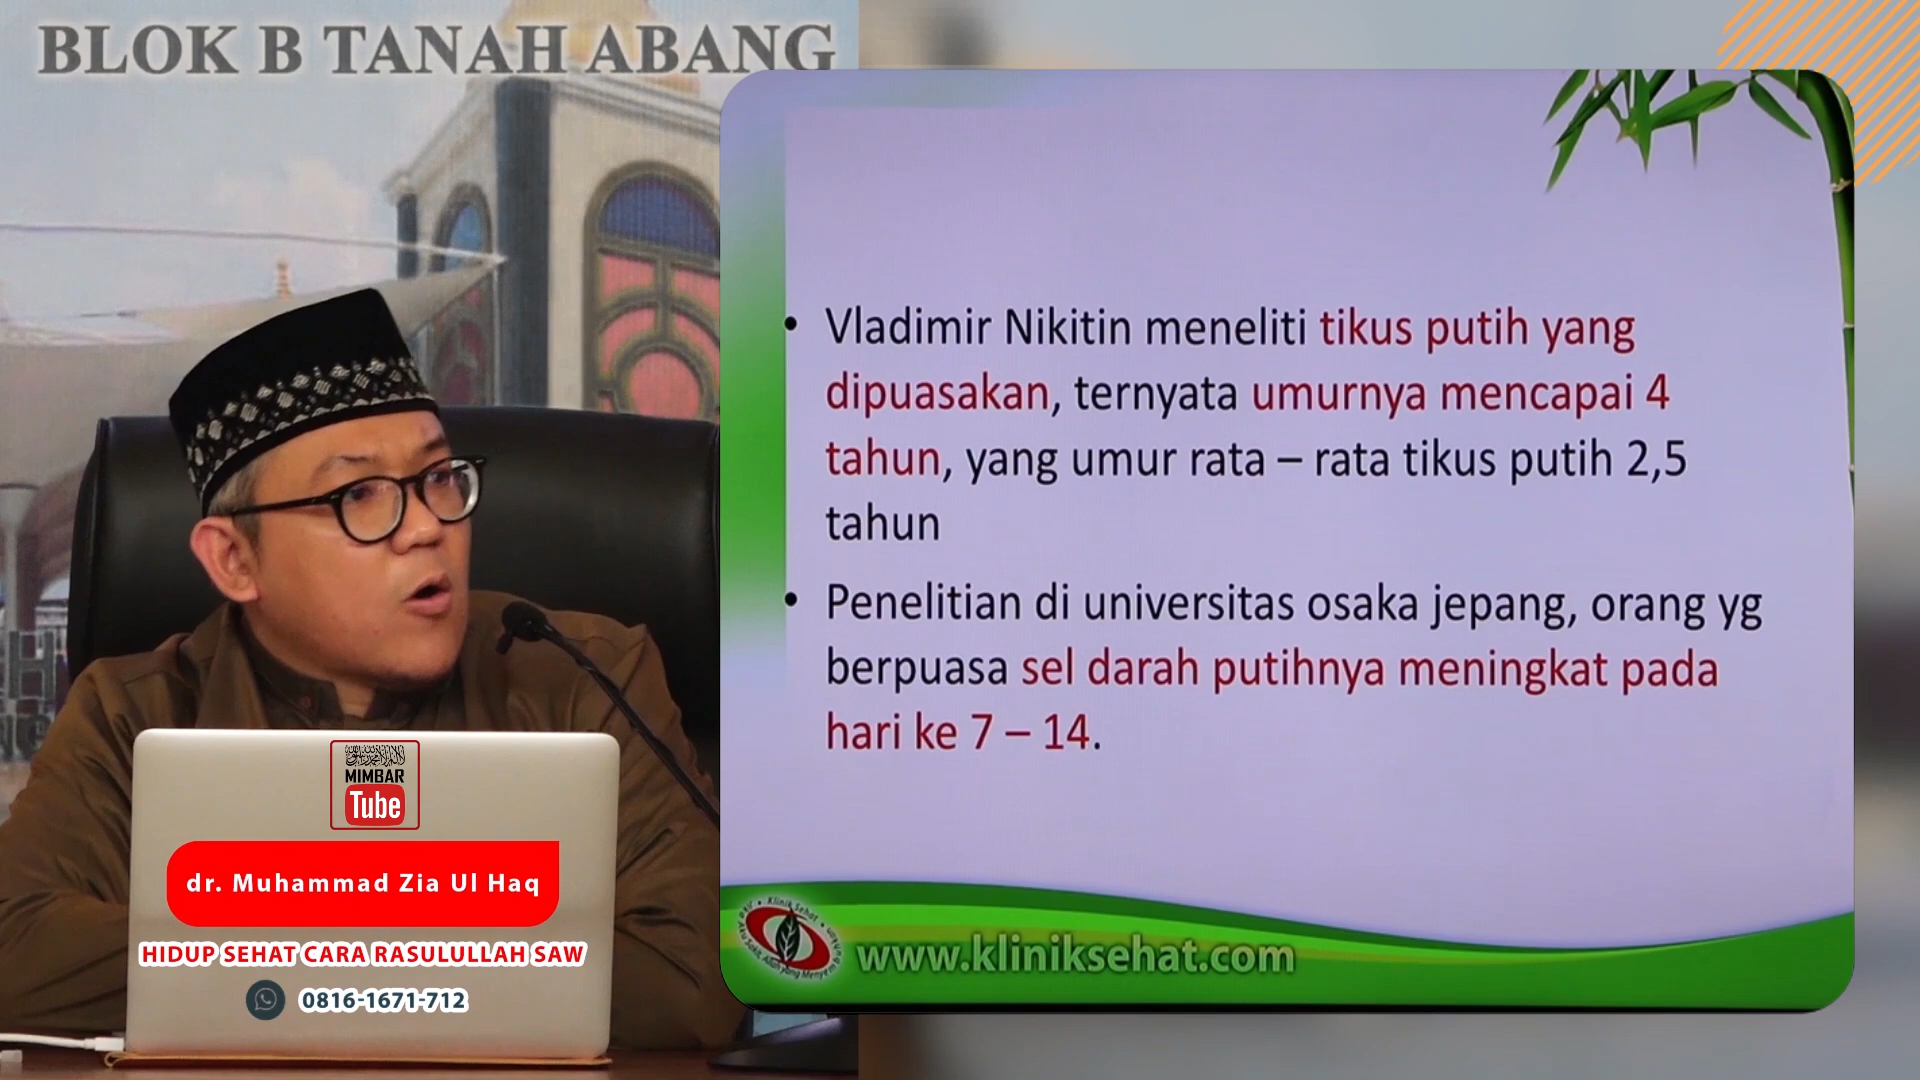 BLOK B TANAH ABANG
• Vladimir Nikitin meneliti tikus putih yang
dipuasakan, ternyata umurnya mencapai 4
tahun, yang umur rata – rata tikus putih 2,5
tahun
• Penelitian di universitas osaka jepang, orang yg
berpuasa sel darah putihnya meningkat pada
hari ke 7 – 14.
Klinik Sehat
www.kliniksehat.com
MIMBAR
Tube
dr. Muhammad Zia Ul Haq
HIDUP SEHAT CARA RASULULLAH SAW
0816-1671-712